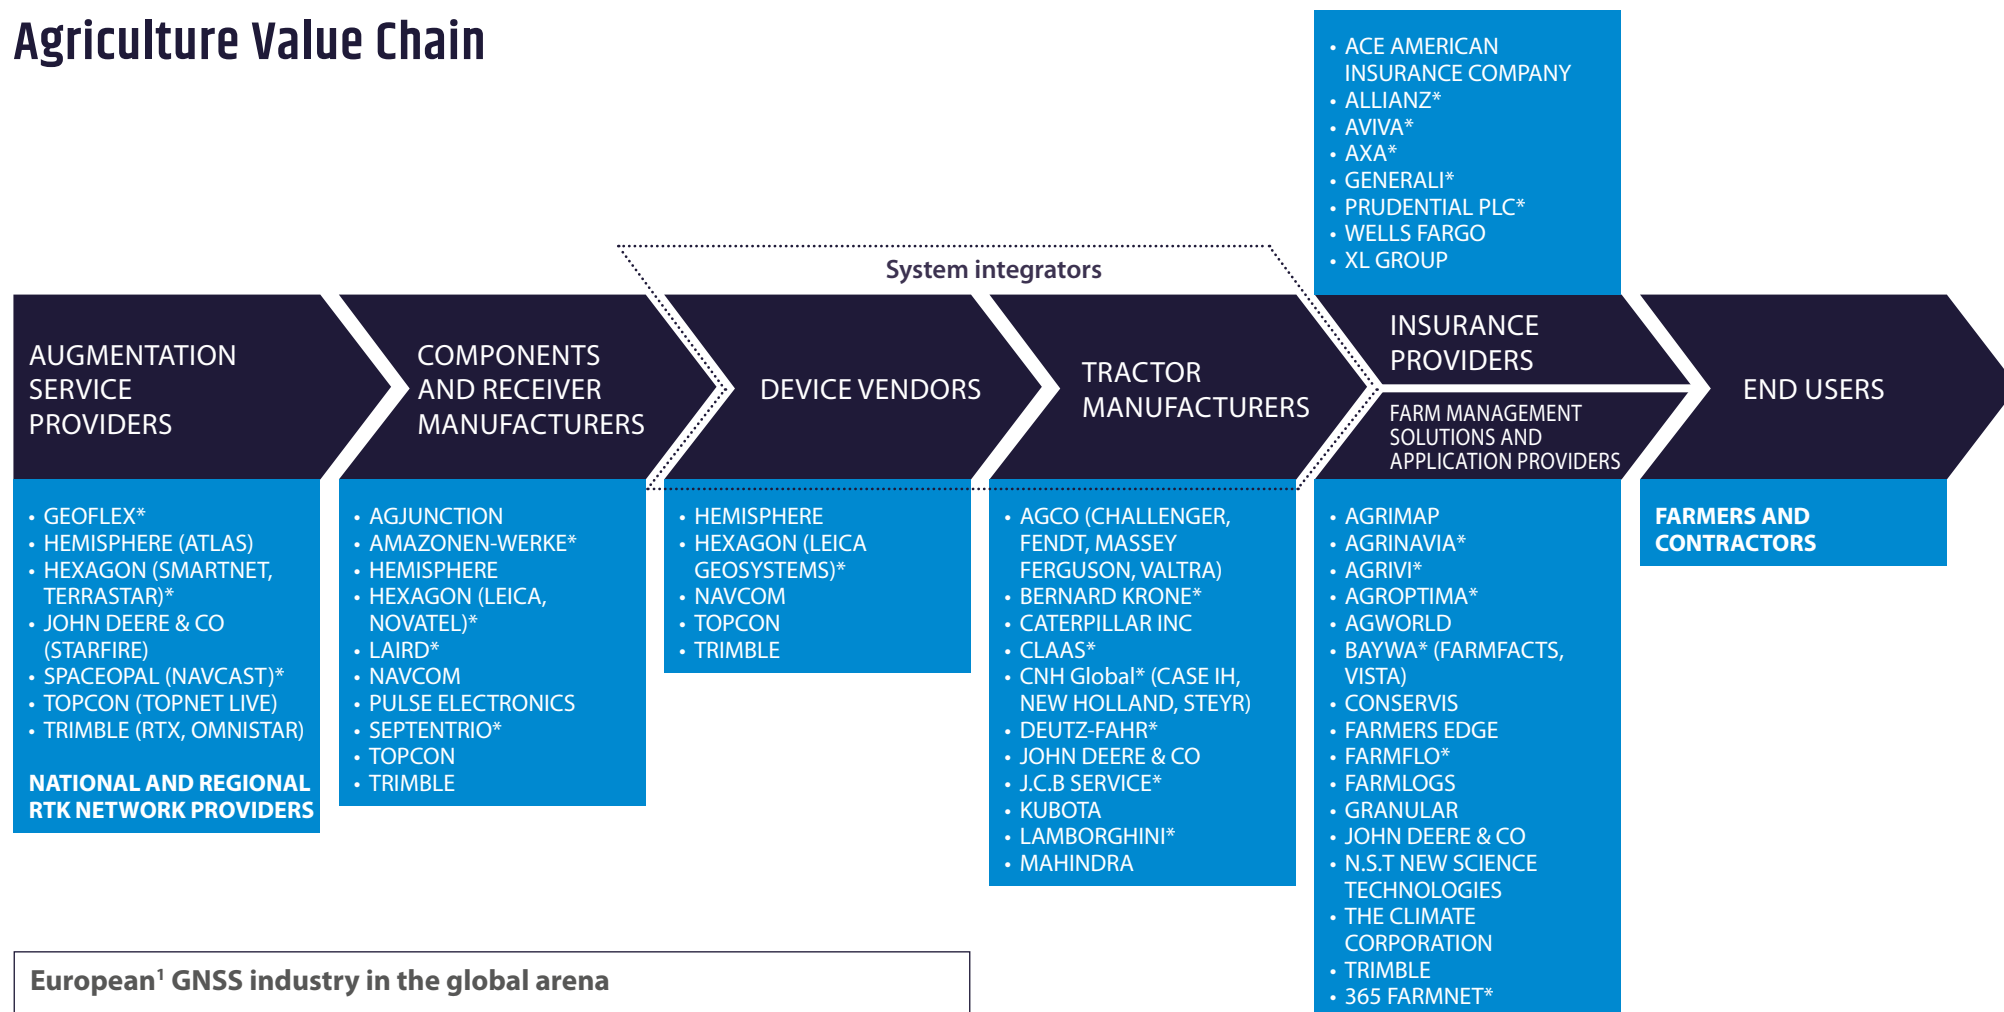 Agriculture Value Chain
• ACE AMERICAN
INSURANCE COMPANY
• ALLIANZ*
• AVIVA*
• AXA*
• GENERALI*
• PRUDENTIAL PLC*
• WELLS FARGO
• XL GROUP
System integrators
AUGMENTATION
SERVICE
PROVIDERS
COMPONENTS
AND RECEIVER
MANUFACTURERS
DEVICE VENDORS
TRACTOR
MANUFACTURERS
INSURANCE
PROVIDERS
FARM MANAGEMENT
SOLUTIONS AND
APPLICATION PROVIDERS
END USERS
• GEOFLEX*
• HEMISPHERE (ATLAS)
• HEXAGON (SMARTNET,
TERRASTAR)*
• JOHN DEERE & CO
(STARFIRE)
• SPACEOPAL (NAVCAST)*
• TOPCON (TOPNET LIVE)
• TRIMBLE (RTX, OMNISTAR)
NATIONAL AND REGIONAL
RTK NETWORK PROVIDERS
• AGJUNCTION
• AMAZONEN-WERKE*
• HEMISPHERE
• HEXAGON (LEICA,
NOVATEL)*
• LAIRD*
• NAVCOM
• PULSE ELECTRONICS
• SEPTENTRIO*
• TOPCON
• TRIMBLE
• HEMISPHERE
• HEXAGON (LEICA
GEOSYSTEMS)*
• NAVCOM
• TOPCON
• TRIMBLE
• AGCO (CHALLENGER,
FENDT, MASSEY
FERGUSON, VALTRA)
• BERNARD KRONE*
• CATERPILLAR INC
• CLAAS*
• CNH Global* (CASE IH,
NEW HOLLAND, STEYR)
• DEUTZ-FAHR*
• JOHN DEERE & CO
• J.C.B SERVICE*
• KUBOTA
• LAMBORGHINI*
• MAHINDRA
• AGRIMAP
• AGRINAVIA*
• AGRIVI*
• AGROPTIMA*
• AGWORLD
• BAYWA* (FARMFACTS,
VISTA)
• CONSERVIS
• FARMERS EDGE
• FARMFLO*
• FARMLOGS
• GRANULAR
• JOHN DEERE & CO
• N.S.T NEW SCIENCE
TECHNOLOGIES
• THE CLIMATE
CORPORATION
• TRIMBLE
• 365 FARMNET*
FARMERS AND
CONTRACTORS
European¹ GNSS industry in the global arena